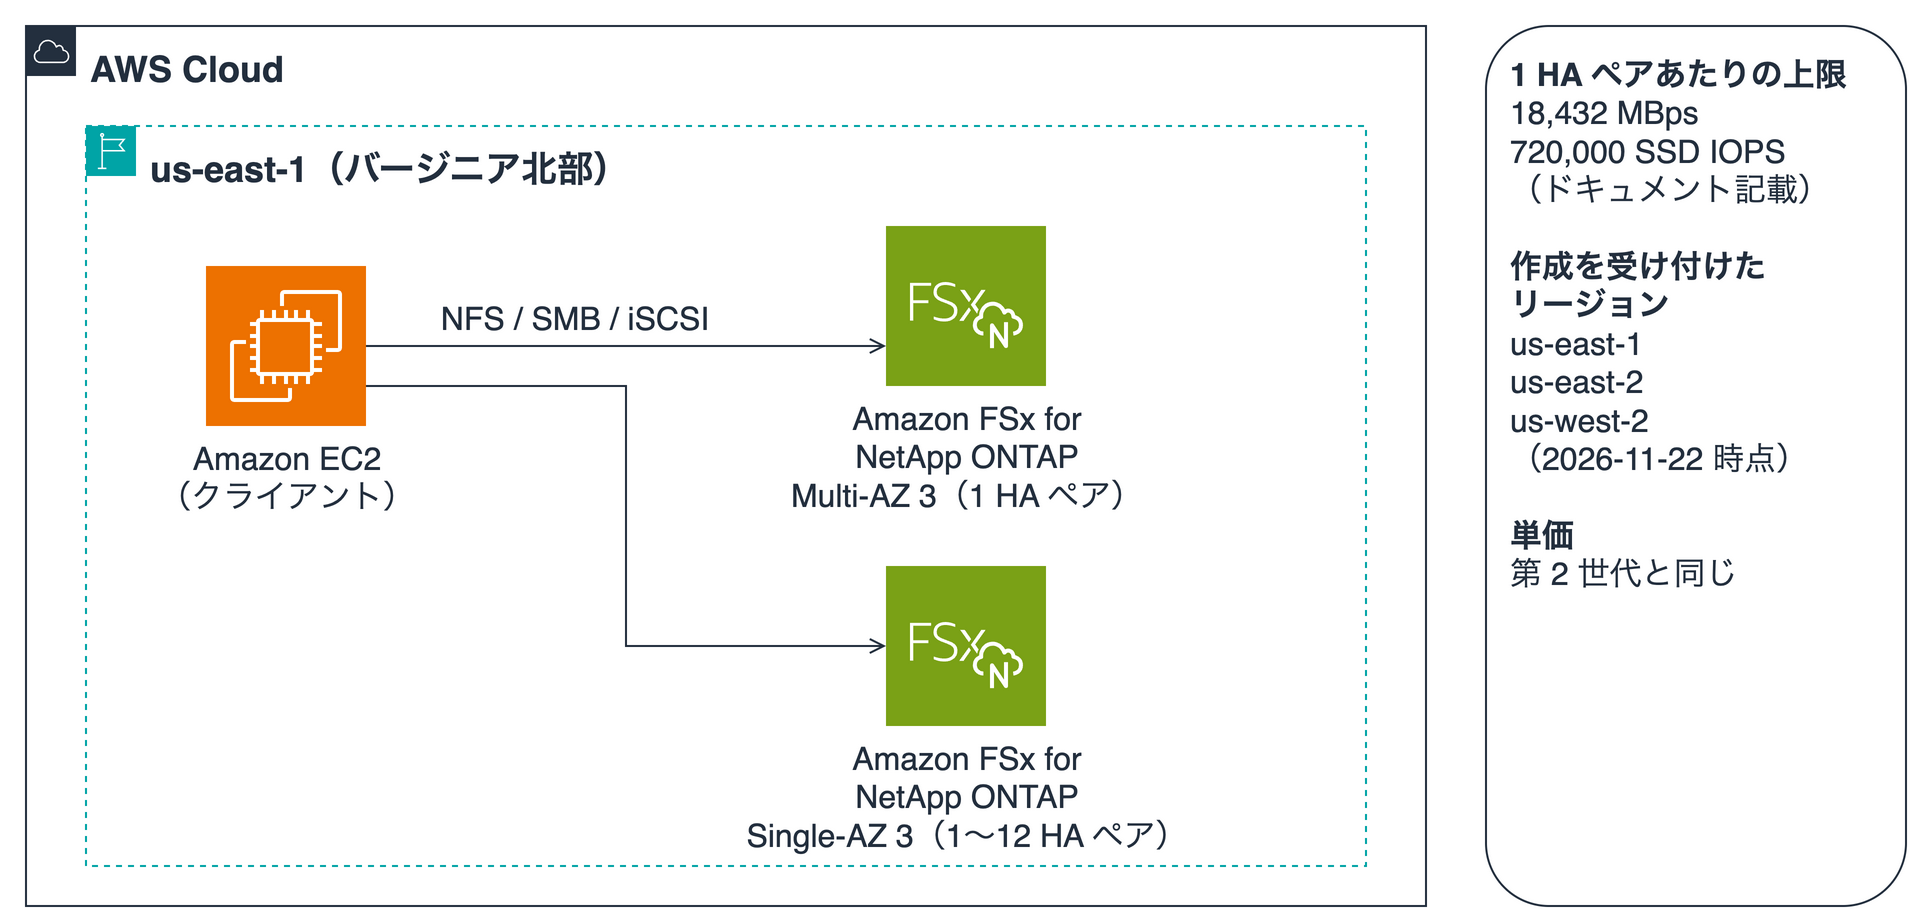 AWS Cloud
us-east-1（バージニア北部）
NFS / SMB / iSCSI
Amazon EC2
（クライアント）
FSx N
Amazon FSx for
NetApp ONTAP
Multi-AZ 3（1 HA ペア）
FSx N
Amazon FSx for
NetApp ONTAP
Single-AZ 3（1〜12 HA ペア）
1 HA ペアあたりの上限
18,432 MBps
720,000 SSD IOPS
（ドキュメント記載）
作成を受け付けた
リージョン
us-east-1
us-east-2
us-west-2
（2026-11-22 時点）
単価
第 2 世代と同じ